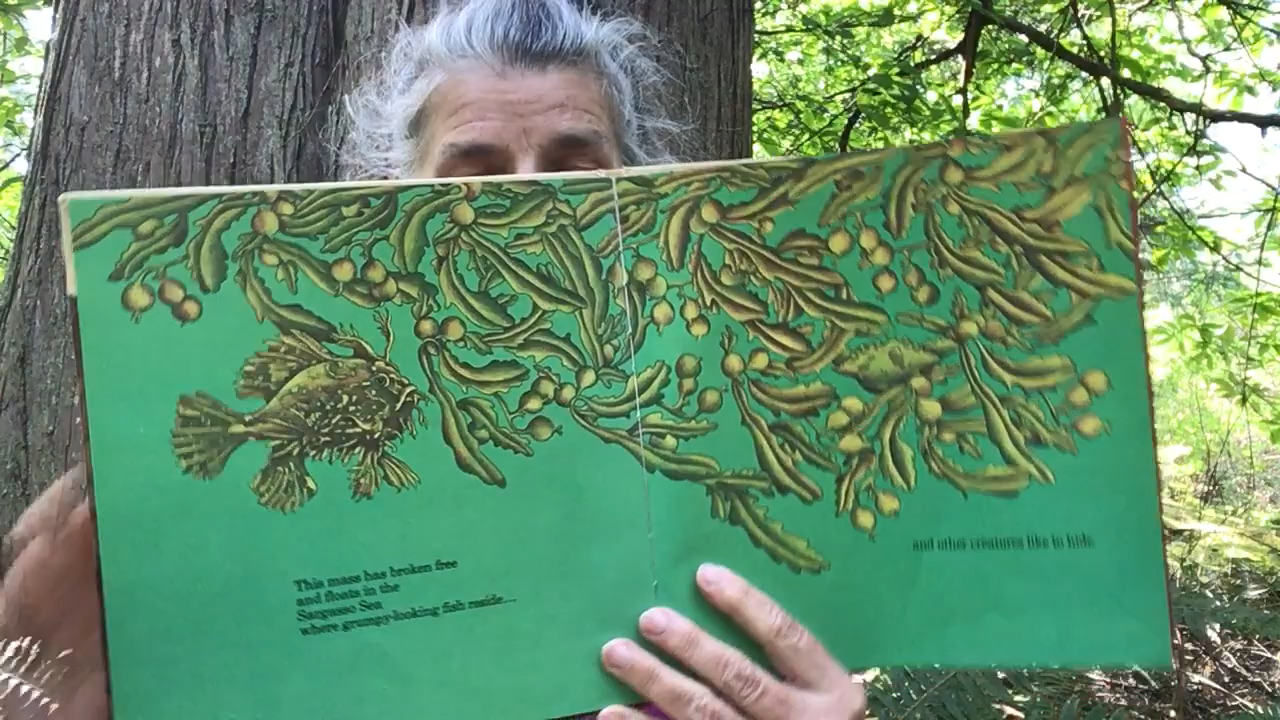 This mass has broken free
and floats in the
Sargasso Sea
where grumpy-looking fish reside...
and other creatures like to hide.